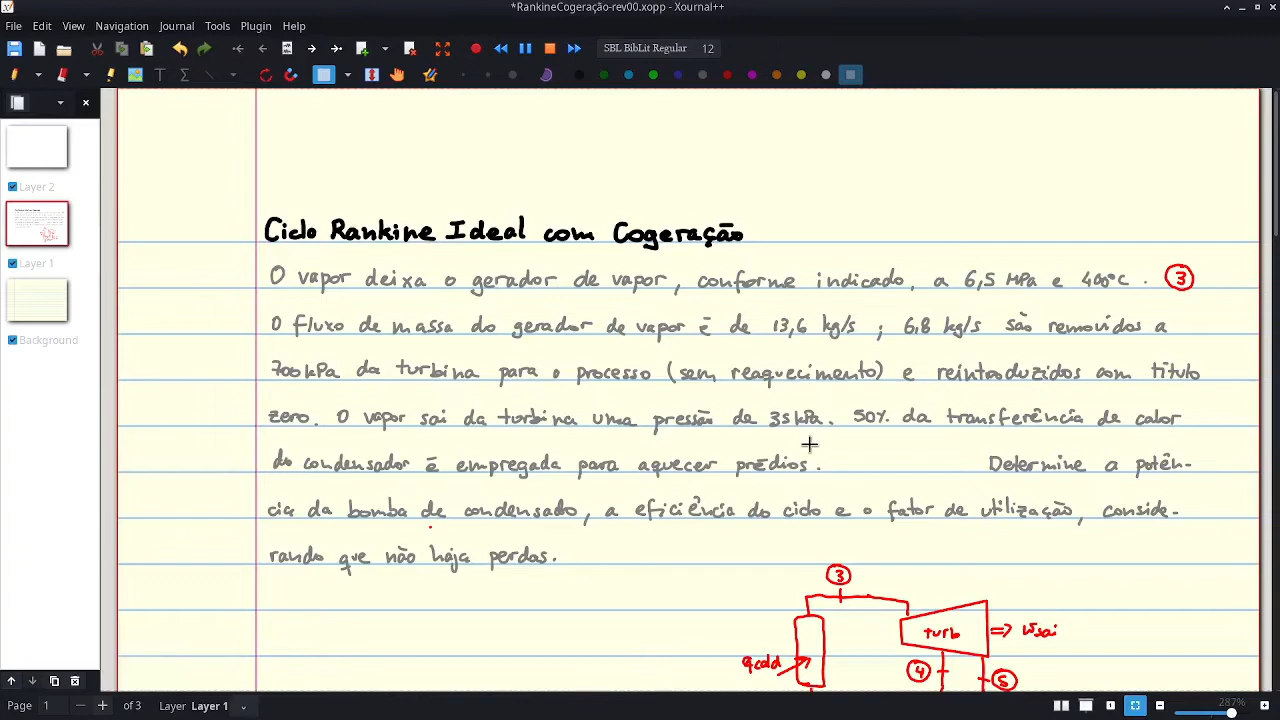 *RankineCogeração-rev00.xopp - Xournal++
File Edit View Navigation Journal Tools Plugin Help
SBL BibLit Regular 12
Layer 2
Layer 1
Background
Ciclo Rankine Ideal com Cogeração
O vapor deixa o gerador de vapor, conforme indicado, a 6,5 MPa e 400°C. 3
O fluxo de massa do gerador de vapor é de 13,6 kg/s; 6,8 kg/s são removidos a
700kPa da turbina para o processo (sem reaquecimento) e reintroduzidos com título
zero. O vapor sai da turbina uma pressão de 35kPa. 50% da transferência de calor
do condensador é empregada para aquecer prédios. Determine a potên-
cia da bomba de condensado, a eficiência do ciclo e o fator de utilização, conside-
rando que não haja perdas.
3
turb => wsai
qcald
4 5
Page 1 of 3 Layer Layer 1 287%